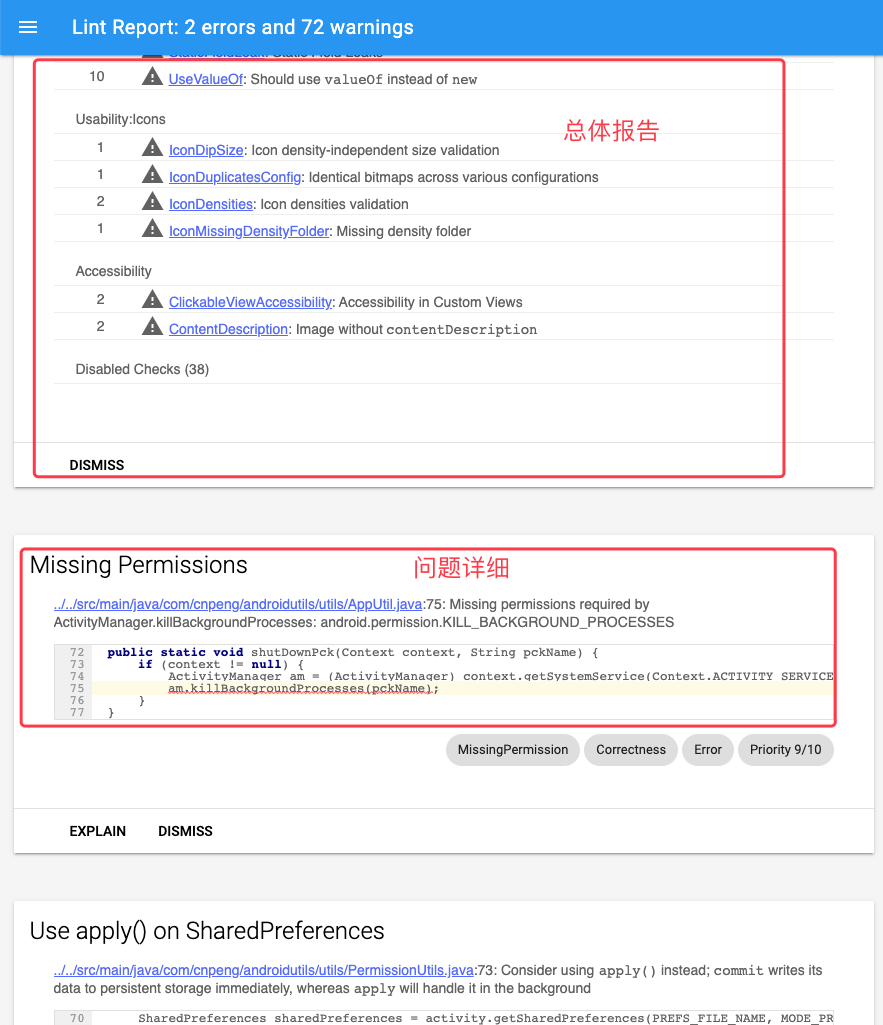 Lint Report: 2 errors and 72 warnings
StaticFieldLeak: Static Field Leaks
10 UseValueOf: Should use valueOf instead of new
Usability:Icons
总体报告
1 IconDipSize: Icon density-independent size validation
1 IconDuplicatesConfig: Identical bitmaps across various configurations
2 IconDensities: Icon densities validation
1 IconMissingDensityFolder: Missing density folder
Accessibility
2 ClickableViewAccessibility: Accessibility in Custom Views
2 ContentDescription: Image without contentDescription
Disabled Checks (38)
DISMISS
Missing Permissions
问题详细
../../src/main/java/com/cnpeng/androidutils/utils/AppUtil.java:75: Missing permissions required by
ActivityManager.killBackgroundProcesses: android.permission.KILL_BACKGROUND_PROCESSES
72 public static void shutDownPck(Context context, String pckName) {
73 if (context != null) {
74 ActivityManager am = (ActivityManager) context.getSystemService(Context.ACTIVITY_SERVICE
75 am.killBackgroundProcesses(pckName);
76 }
77 }
MissingPermission Correctness Error Priority 9/10
EXPLAIN DISMISS
Use apply() on SharedPreferences
../../src/main/java/com/cnpeng/androidutils/utils/PermissionUtils.java:73: Consider using apply() instead; commit writes its
data to persistent storage immediately, whereas apply will handle it in the background
70 SharedPreferences sharedPreferences = activity.getSharedPreferences(PREFS_FILE_NAME, MODE_PR